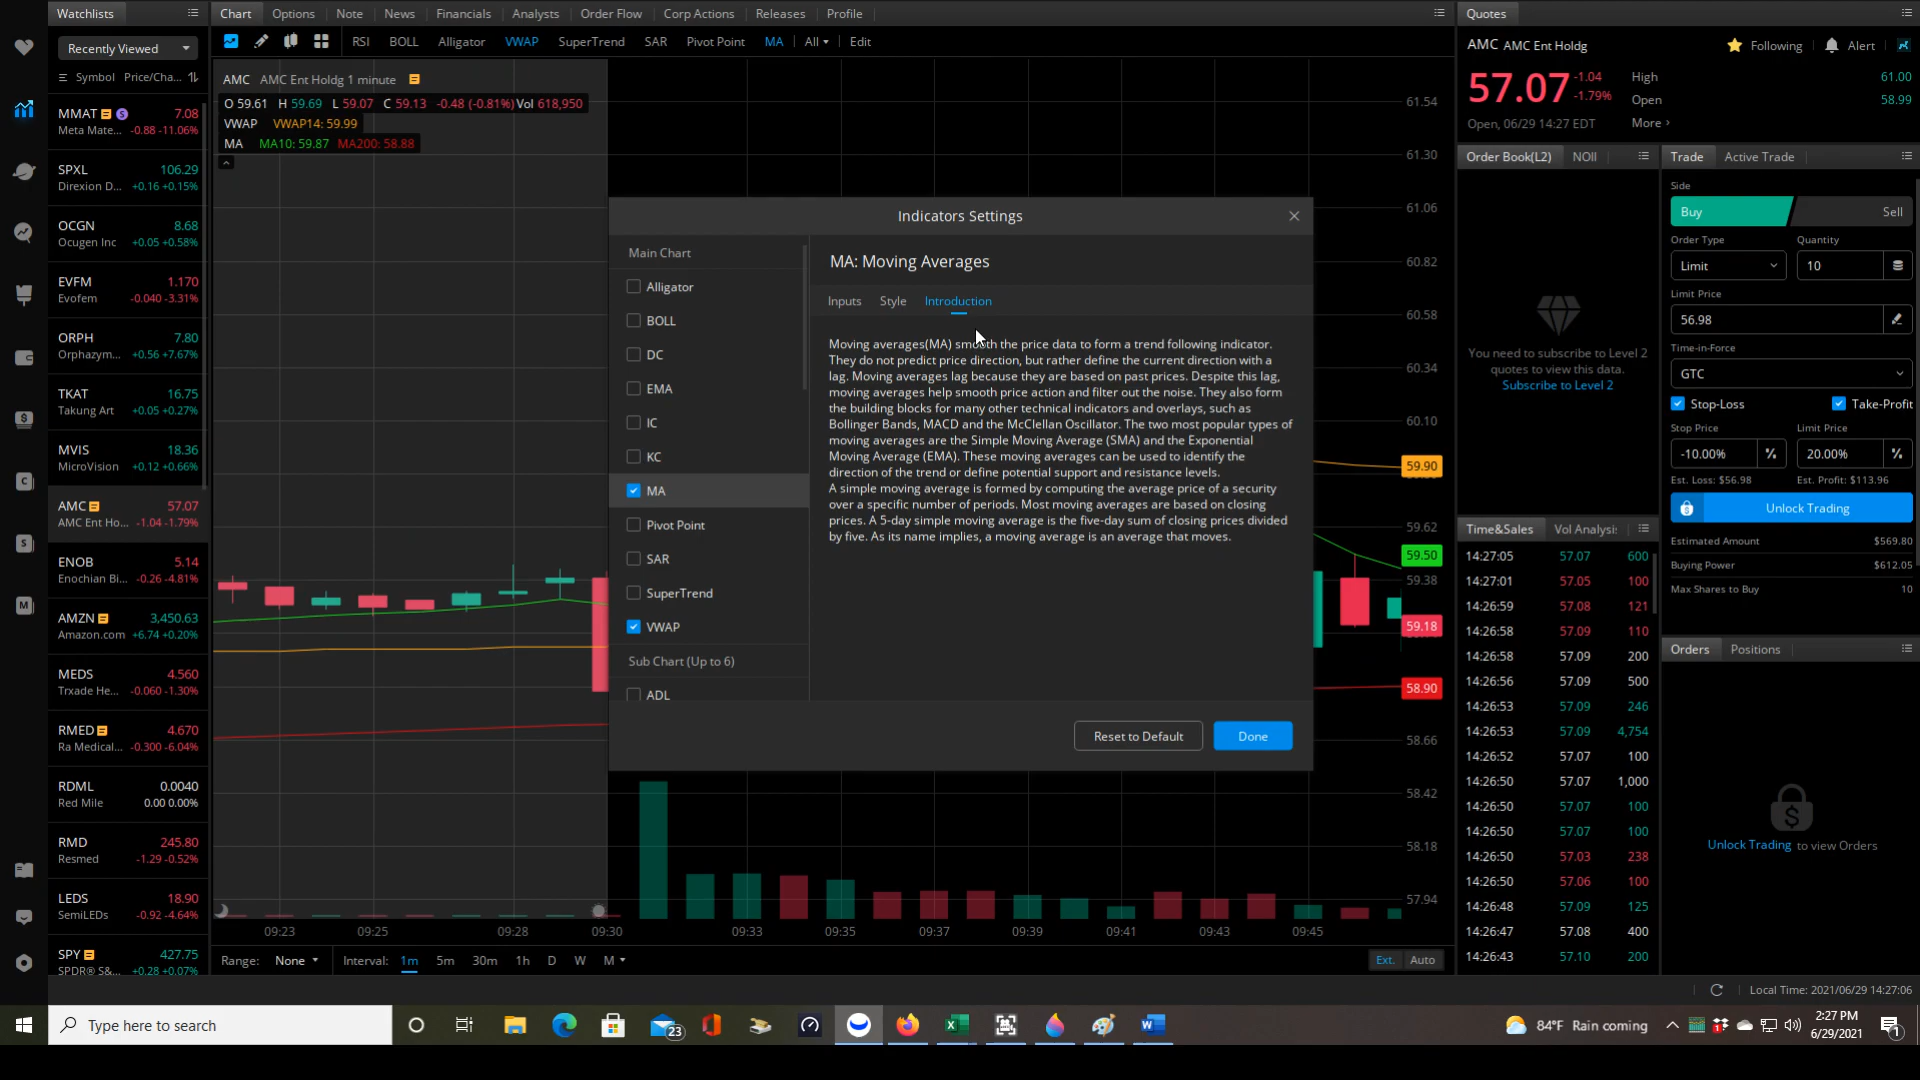 Watchlists
Chart Options Note News Financials Analysts Order Flow Corp Actions Releases Profile
Quotes
Recently Viewed
RSI BOLL Alligator VWAP SuperTrend SAR Pivot Point MA All Edit
AMC AMC Ent Holdg
Following Alert
Symbol Price/Cha...
57.07 -1.04
-1.79%
High 61.00
Open 58.99
More >
Open, 06/29 14:27 EDT
MMAT S 7.08
Meta Mate... -0.88 -11.06%
SPXL 106.29
Direxion D... +0.16 +0.15%
OCGN 8.68
Ocugen Inc +0.05 +0.58%
EVFM 1.170
Evofem -0.040 -3.31%
ORPH 7.80
Orphazym... +0.56 +7.67%
TKAT 16.75
Takung Art +0.05 +0.27%
MVIS 18.36
MicroVision +0.12 +0.66%
AMC 57.07
AMC Ent Ho... -1.04 -1.79%
ENOB 5.14
Enochian Bi... -0.26 -4.81%
AMZN 3,450.63
Amazon.com +6.74 +0.20%
MEDS 4.560
Trxade He... -0.060 -1.30%
RMED 4.670
Ra Medical... -0.300 -6.04%
RDML 0.0040
Red Mile 0.00 0.00%
RMD 245.80
Resmed -1.29 -0.52%
LEDS 18.90
SemiLEDs -0.92 -4.64%
SPY 427.75
SPDR® S&... +0.28 +0.07%
AMC AMC Ent Holdg 1 minute
O 59.61 H 59.69 L 59.07 C 59.13 -0.48 (-0.81%) Vol 618,950
VWAP VWAP14: 59.99
MA MA10: 59.87 MA200: 58.88
Indicators Settings
Main Chart
Alligator
BOLL
DC
EMA
IC
KC
MA
Pivot Point
SAR
SuperTrend
VWAP
Sub Chart (Up to 6)
ADL
MA: Moving Averages
Inputs Style Introduction
Moving averages(MA) smooth the price data to form a trend following indicator.
They do not predict price direction, but rather define the current direction with a
lag. Moving averages lag because they are based on past prices. Despite this lag,
moving averages help smooth price action and filter out the noise. They also form
the building blocks for many other technical indicators and overlays, such as
Bollinger Bands, MACD and the McClellan Oscillator. The two most popular types of
moving averages are the Simple Moving Average (SMA) and the Exponential
Moving Average (EMA). These moving averages can be used to identify the
direction of the trend or define potential support and resistance levels.
A simple moving average is formed by computing the average price of a security
over a specific number of periods. Most moving averages are based on closing
prices. A 5-day simple moving average is the five-day sum of closing prices divided
by five. As its name implies, a moving average is an average that moves.
Reset to Default Done
61.54
61.30
61.06
60.82
60.58
60.34
60.10
59.90
59.62
59.50
59.38
59.18
58.90
58.66
58.42
58.18
57.94
09:23 09:25 09:28 09:30 09:33 09:35 09:37 09:39 09:41 09:43 09:45
Range: None Interval: 1m 5m 30m 1h D W M
Ext. Auto
Order Book(L2) NOII
You need to subscribe to Level 2
quotes to view this data.
Subscribe to Level 2
Time&Sales Vol Analysi:
14:27:05 57.07 600
14:27:01 57.05 100
14:26:59 57.08 121
14:26:58 57.09 110
14:26:58 57.09 200
14:26:56 57.09 500
14:26:53 57.09 246
14:26:53 57.09 4,754
14:26:52 57.07 100
14:26:50 57.07 1,000
14:26:50 57.07 100
14:26:50 57.07 100
14:26:50 57.03 238
14:26:50 57.06 100
14:26:48 57.09 125
14:26:47 57.08 400
14:26:43 57.10 200
Trade Active Trade
Side
Buy Sell
Order Type Quantity
Limit 10
Limit Price
56.98
Time-in-Force
GTC
Stop-Loss Take-Profit
Stop Price Limit Price
-10.00% 20.00%
Est. Loss: $56.98 Est. Profit: $113.96
Unlock Trading
Estimated Amount $569.80
Buying Power $612.05
Max Shares to Buy 10
Orders Positions
Unlock Trading to view Orders
Local Time: 2021/06/29 14:27:06
Type here to search
23
84°F Rain coming
2:27 PM
6/29/2021
1